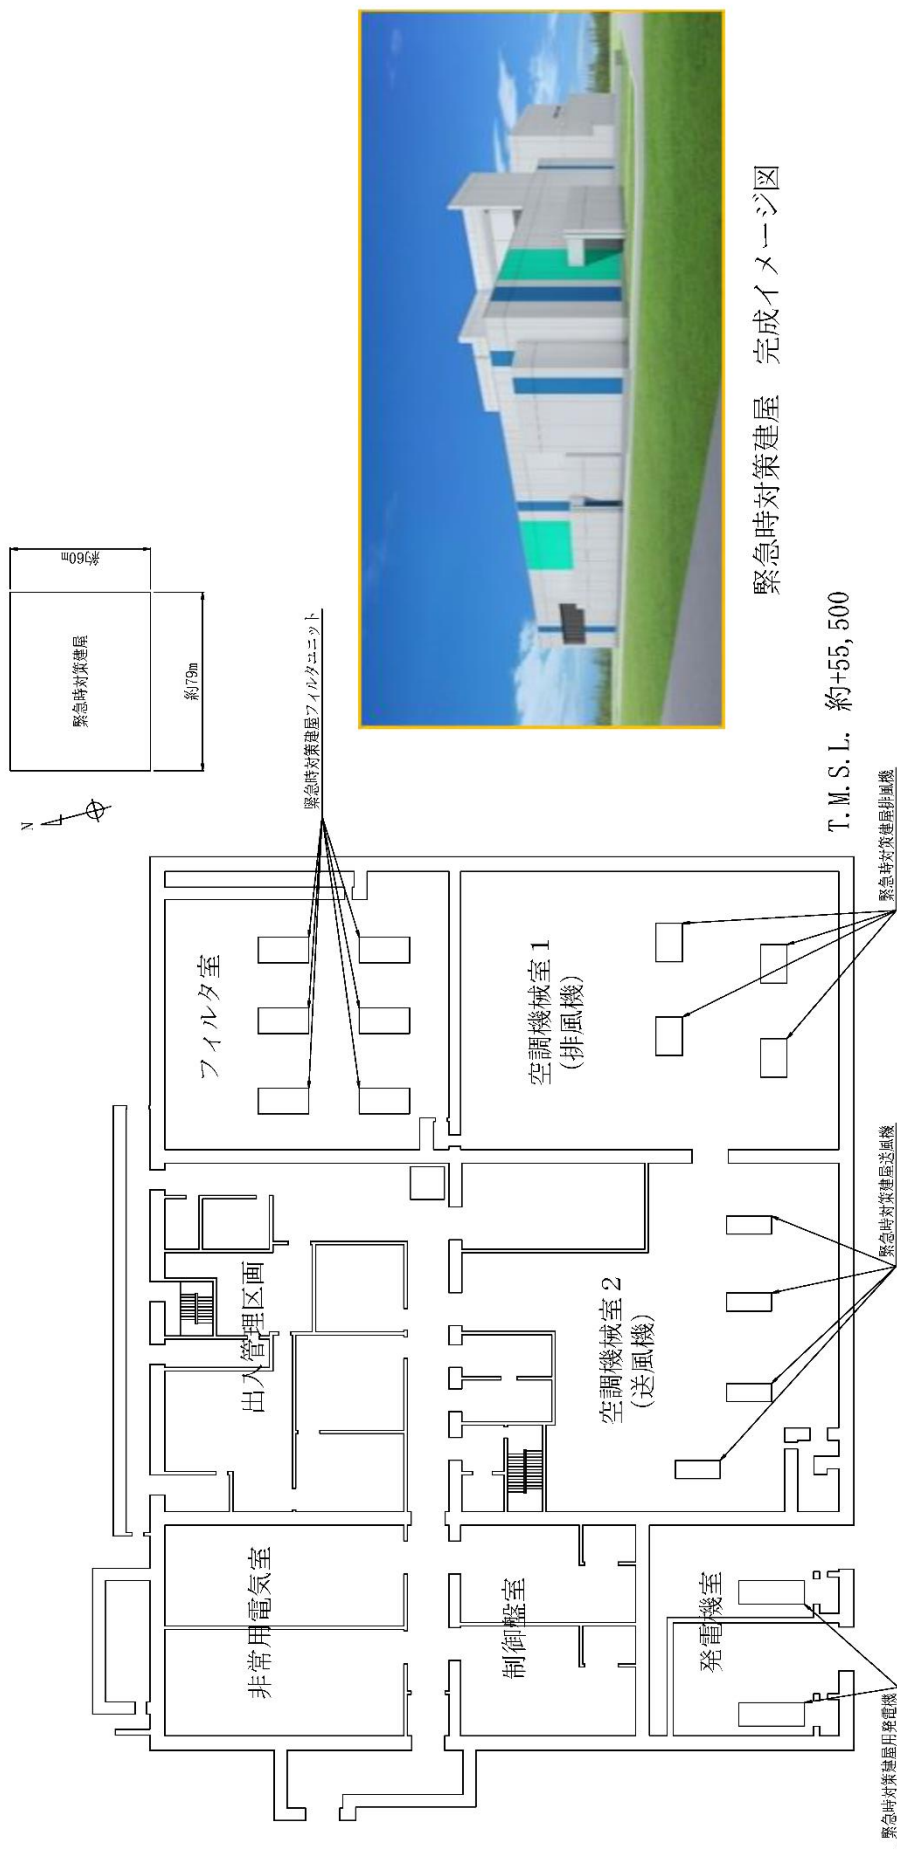 N
緊急時対策建屋
約79m
約60m
緊急時対策建屋フィルタユニット
フィルタ室
出入管理区画
非常用電気室
空調機械室1
(排風機)
空調機械室2
(送風機)
制御盤室
発電機室
緊急時対策建屋用発電機
緊急時対策建屋送風機
緊急時対策建屋排風機
T.M.S.L. 約+55,500
緊急時対策建屋 完成イメージ図